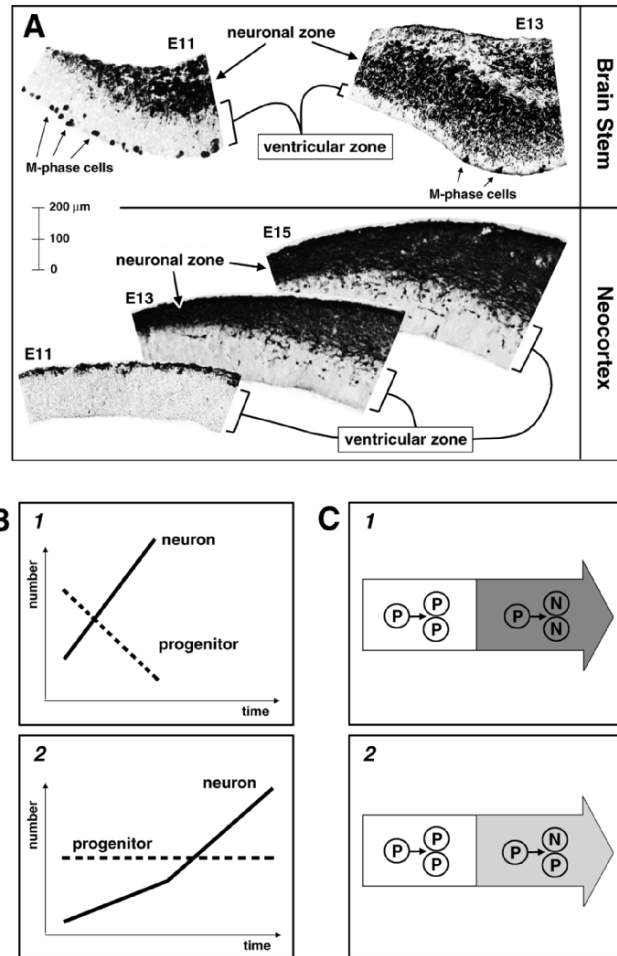 A
E11
neuronal zone
E13
ventricular zone
M-phase cells
M-phase cells
Brain Stem
200 μm
100
0
E15
neuronal zone
E13
E11
ventricular zone
Neocortex
B
1
neuron
progenitor
number
time
2
neuron
progenitor
number
time
C
1
P
P
P
P
N
N
2
P
P
P
P
N
P